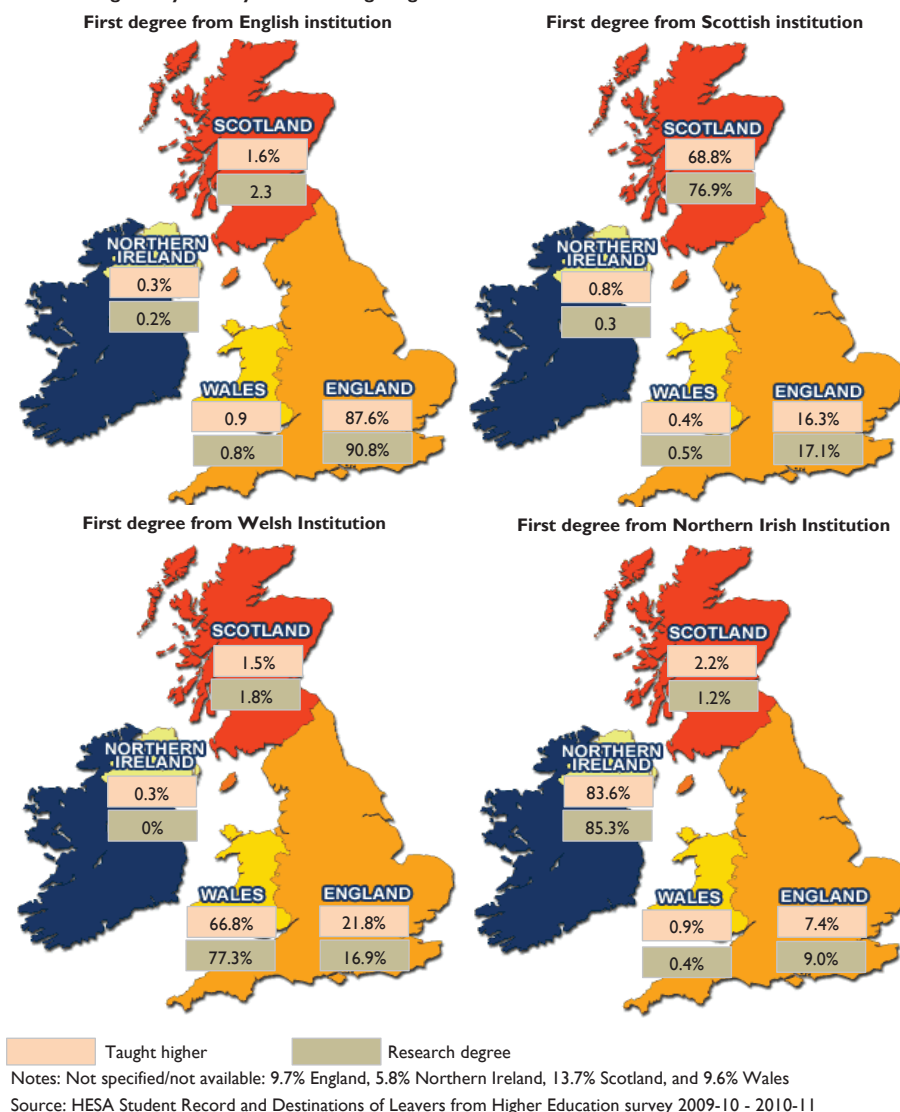 First degree from English institution
First degree from Scottish institution
SCOTLAND
1.6%
2.3
NORTHERN
IRELAND
0.3%
0.2%
WALES
0.9
0.8%
ENGLAND
87.6%
90.8%
SCOTLAND
68.8%
76.9%
NORTHERN
IRELAND
0.8%
0.3
WALES
0.4%
0.5%
ENGLAND
16.3%
17.1%
First degree from Welsh Institution
First degree from Northern Irish Institution
SCOTLAND
1.5%
1.8%
NORTHERN
IRELAND
0.3%
0%
WALES
66.8%
77.3%
ENGLAND
21.8%
16.9%
SCOTLAND
2.2%
1.2%
NORTHERN
IRELAND
83.6%
85.3%
WALES
0.9%
0.4%
ENGLAND
7.4%
9.0%
Taught higher
Research degree
Notes: Not specified/not available: 9.7% England, 5.8% Northern Ireland, 13.7% Scotland, and 9.6% Wales
Source: HESA Student Record and Destinations of Leavers from Higher Education survey 2009-10 - 2010-11